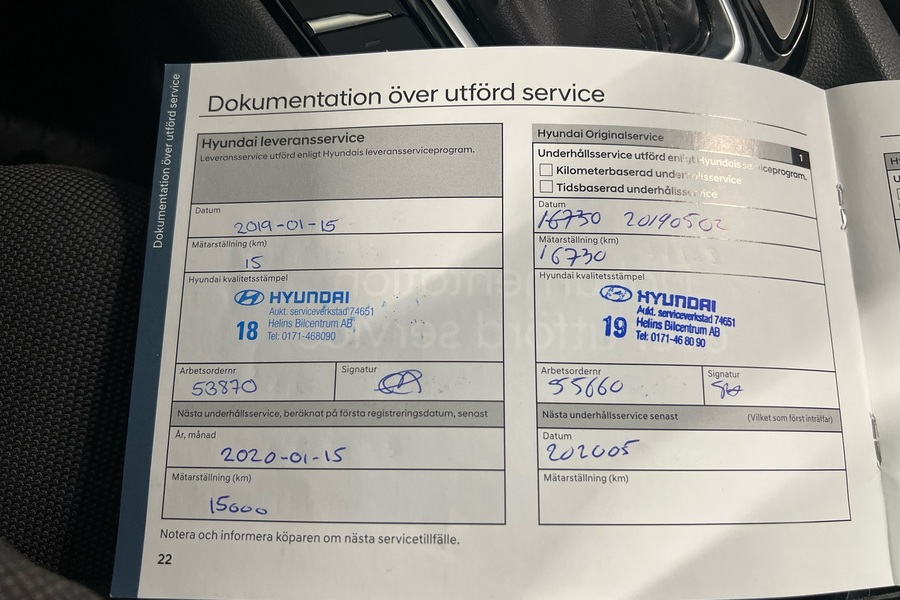 Dokumentation över utförd service
Dokumentation över utförd service
Hyundai leveransservice
Leveransservice utförd enligt Hyundais leveransserviceprogram.
Datum
2019-01-15
Mätarställning (km)
15
Hyundai kvalitetsstämpel
HYUNDAI
Aukt. serviceverkstad 74651
18 Helins Bilcentrum AB
Tel: 0171-468090
Arbetsordernr
53870
Signatur
Nästa underhållsservice, beräknat på första registreringsdatum, senast
År, månad
2020-01-15
Mätarställning (km)
15000
Notera och informera köparen om nästa servicetillfälle.
22
Hyundai Originalservice
1
Underhållsservice utförd enligt Hyundais serviceprogram.
Kilometerbaserad underhållsservice
Tidsbaserad underhållsservice
Datum
16730 20190502
Mätarställning (km)
16730
Hyundai kvalitetsstämpel
HYUNDAI
Aukt. serviceverkstad 74651
19 Helins Bilcentrum AB
Tel: 0171-46 80 90
Arbetsordernr
55660
Signatur
Nästa underhållsservice senast (Vilket som först inträffar)
Datum
202005
Mätarställning (km)